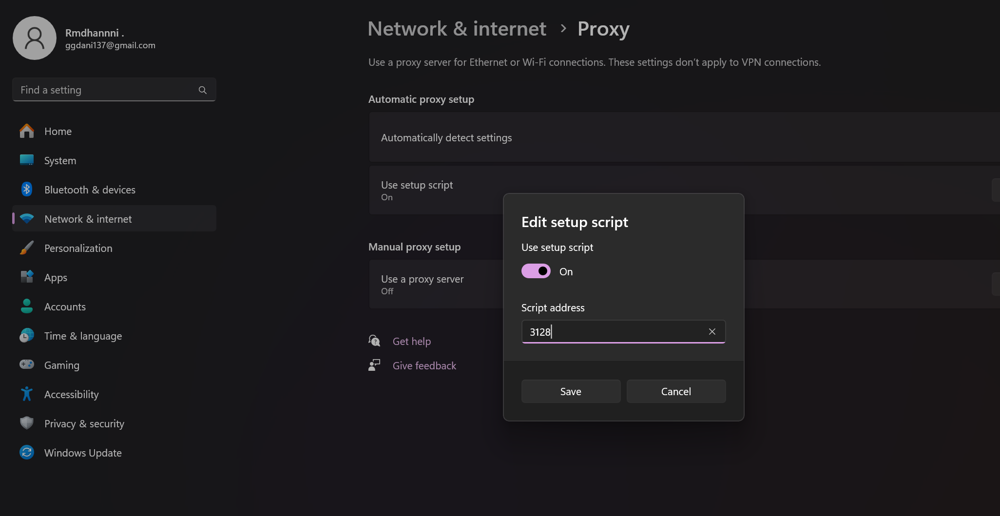 Rmdhannni .
ggdani137@gmail.com
Find a setting
Home
System
Bluetooth & devices
Network & internet
Personalization
Apps
Accounts
Time & language
Gaming
Accessibility
Privacy & security
Windows Update
Network & internet > Proxy
Use a proxy server for Ethernet or Wi-Fi connections. These settings don't apply to VPN connections.
Automatic proxy setup
Automatically detect settings
Use setup script
On
Manual proxy setup
Use a proxy server
Off
Get help
Give feedback
Edit setup script
Use setup script
On
Script address
3128
Save
Cancel